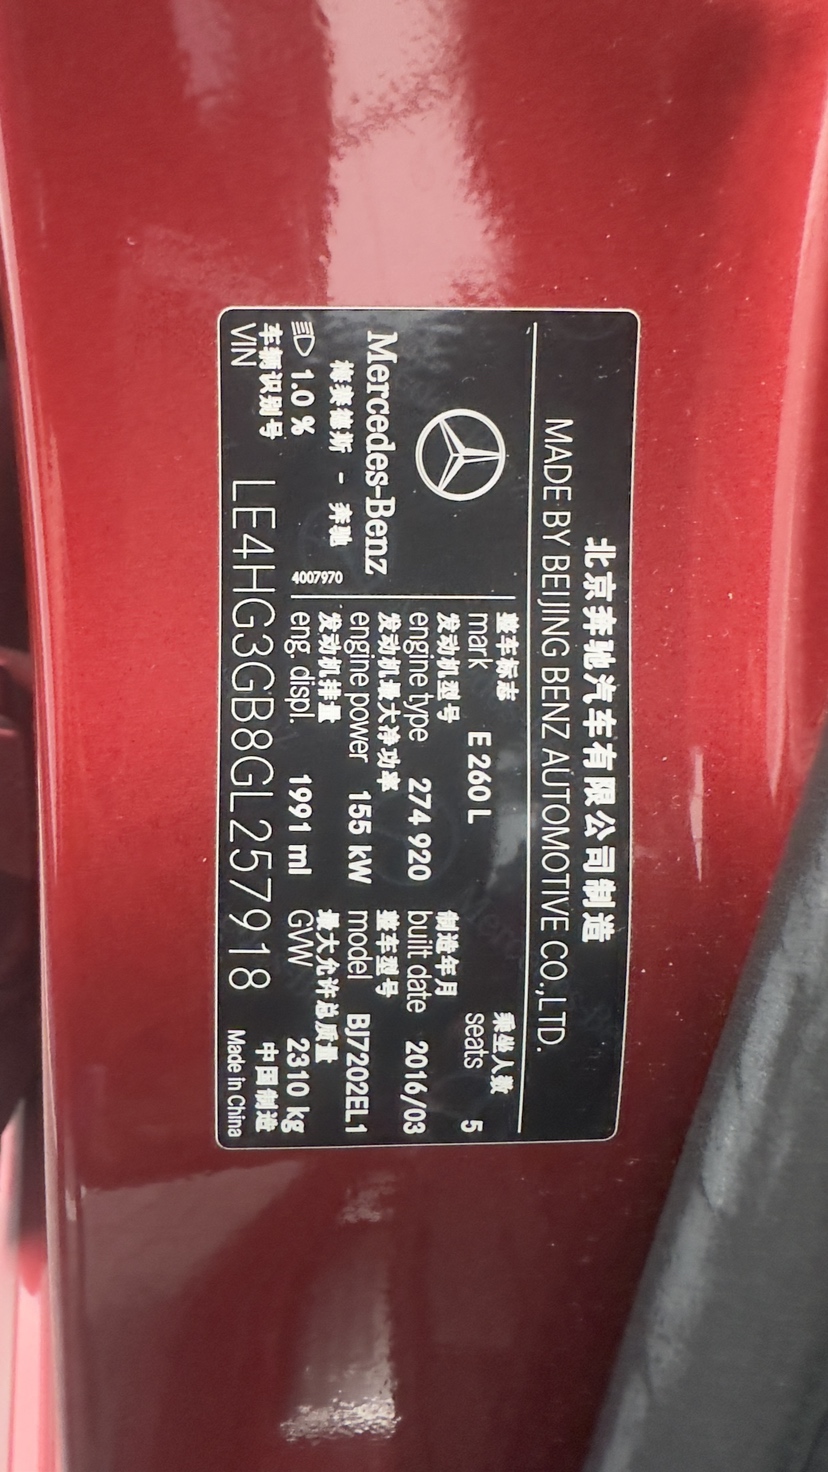 北京奔驰汽车有限公司制造
MADE BY BEIJING BENZ AUTOMOTIVE CO.,LTD.
Mercedes-Benz
梅赛德斯 - 奔驰
1.0 %
4007970
整车标志
mark E 260 L
乘坐人数
seats 5
发动机型号
engine type 274 920
制造年月
built date 2016/03
发动机最大净功率
engine power 155 kW
整车型号
model BJ7202EL1
发动机排量
eng. displ. 1991 ml
最大允许总质量
GVW 2310 kg
车辆识别号
VIN LE4HG3GB8GL257918
中国制造
Made in China